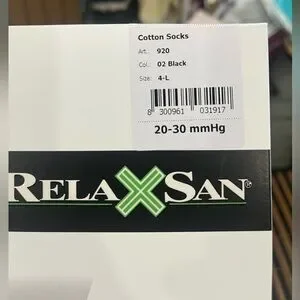 Cotton Socks
Art.: 920
Col.: 02 Black
Size: 4-L
8 300961 031917
20-30 mmHg
RELAXSAN®